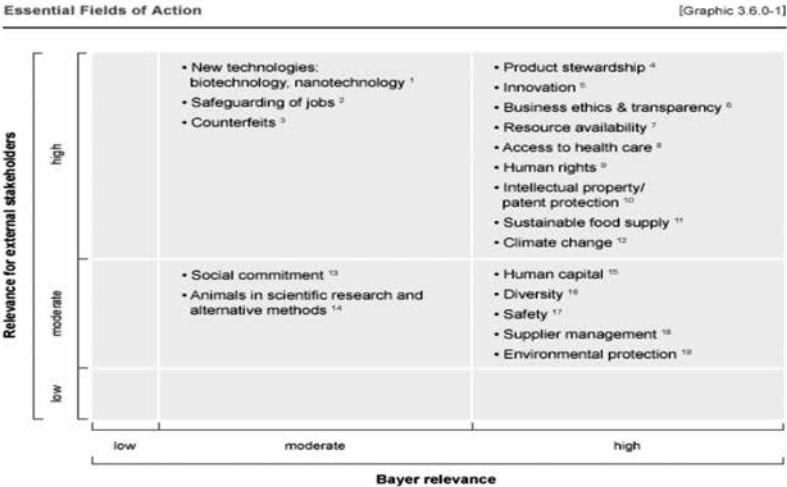 Essential Fields of Action
[Graphic 3.6.0-1]
Relevance for external stakeholders
high
• New technologies:
biotechnology, nanotechnology ¹
• Safeguarding of jobs ²
• Counterfeits ³
• Product stewardship ⁴
• Innovation ⁵
• Business ethics & transparency ⁶
• Resource availability ⁷
• Access to health care ⁸
• Human rights ⁹
• Intellectual property/
patent protection ¹⁰
• Sustainable food supply ¹¹
• Climate change ¹²
moderate
• Social commitment ¹³
• Animals in scientific research and
alternative methods ¹⁴
• Human capital ¹⁵
• Diversity ¹⁶
• Safety ¹⁷
• Supplier management ¹⁸
• Environmental protection ¹⁹
low
low
moderate
high
Bayer relevance